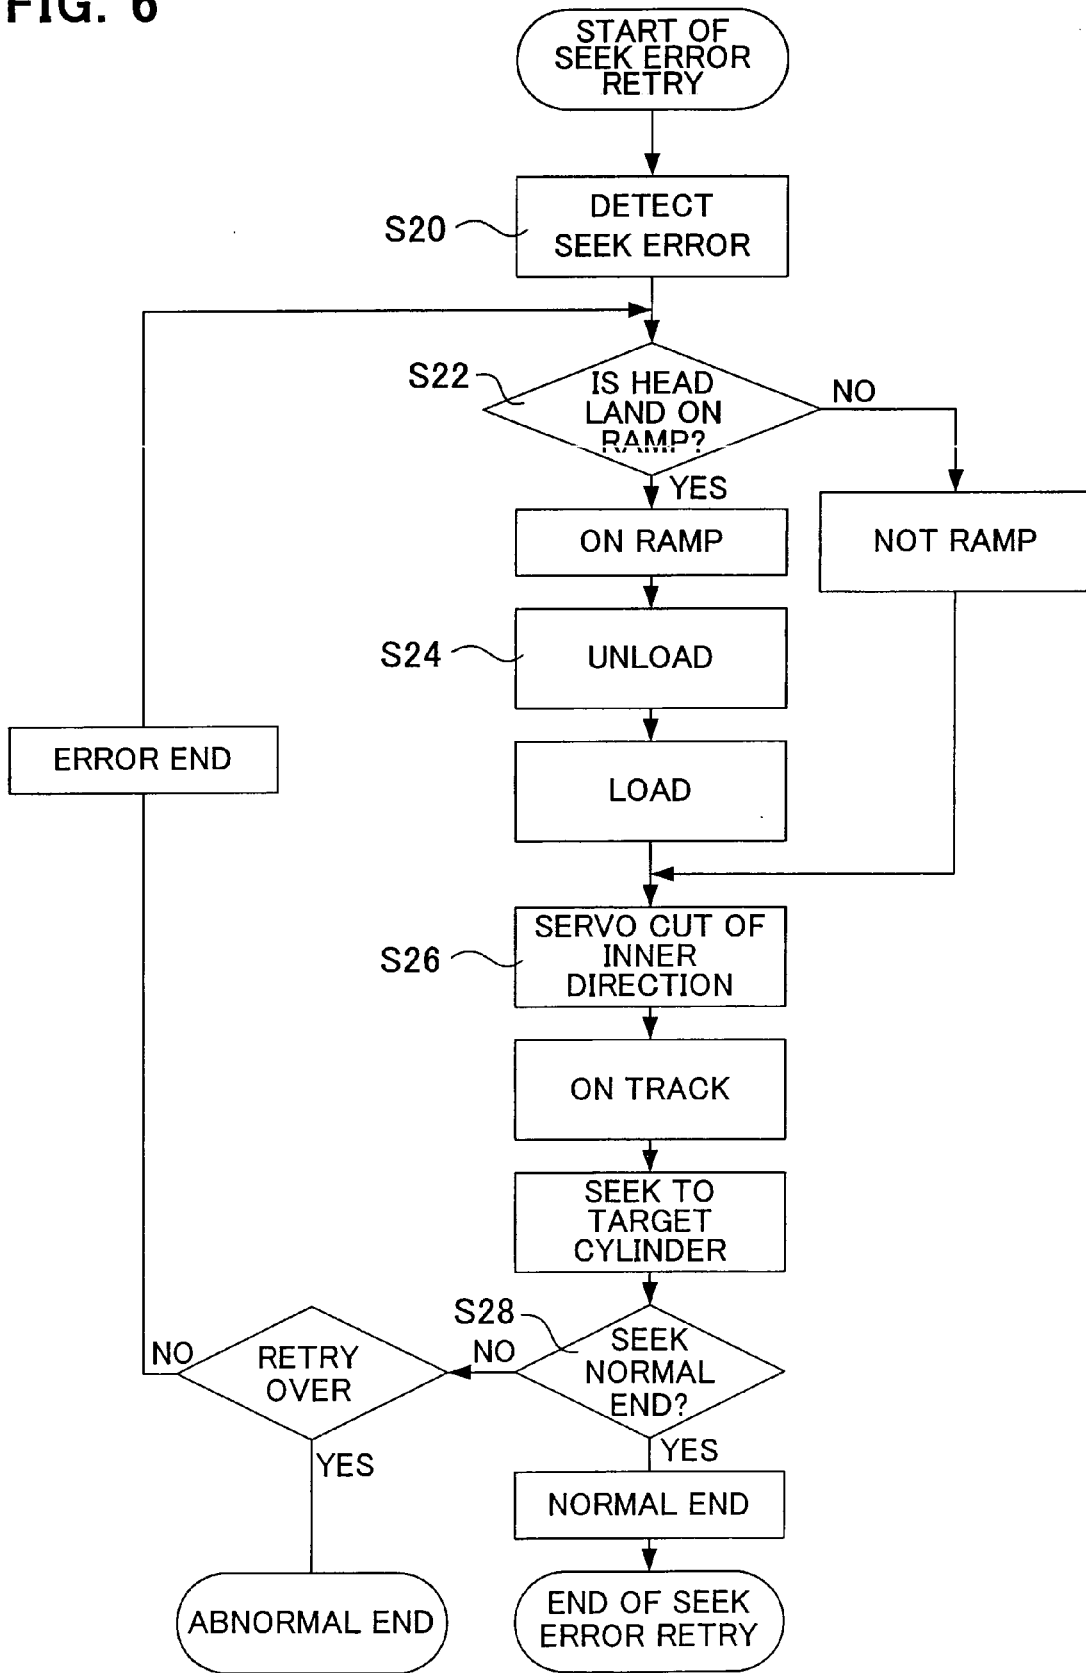 FIG. 6
START OF
SEEK ERROR
RETRY
S20
DETECT
SEEK ERROR
S22
IS HEAD
LAND ON
RAMP?
NO
YES
ON RAMP
NOT RAMP
S24
UNLOAD
ERROR END
LOAD
S26
SERVO CUT OF
INNER
DIRECTION
ON TRACK
SEEK TO
TARGET
CYLINDER
S28
SEEK
NORMAL
END?
NO
RETRY
OVER
NO
YES
YES
NORMAL END
ABNORMAL END
END OF SEEK
ERROR RETRY